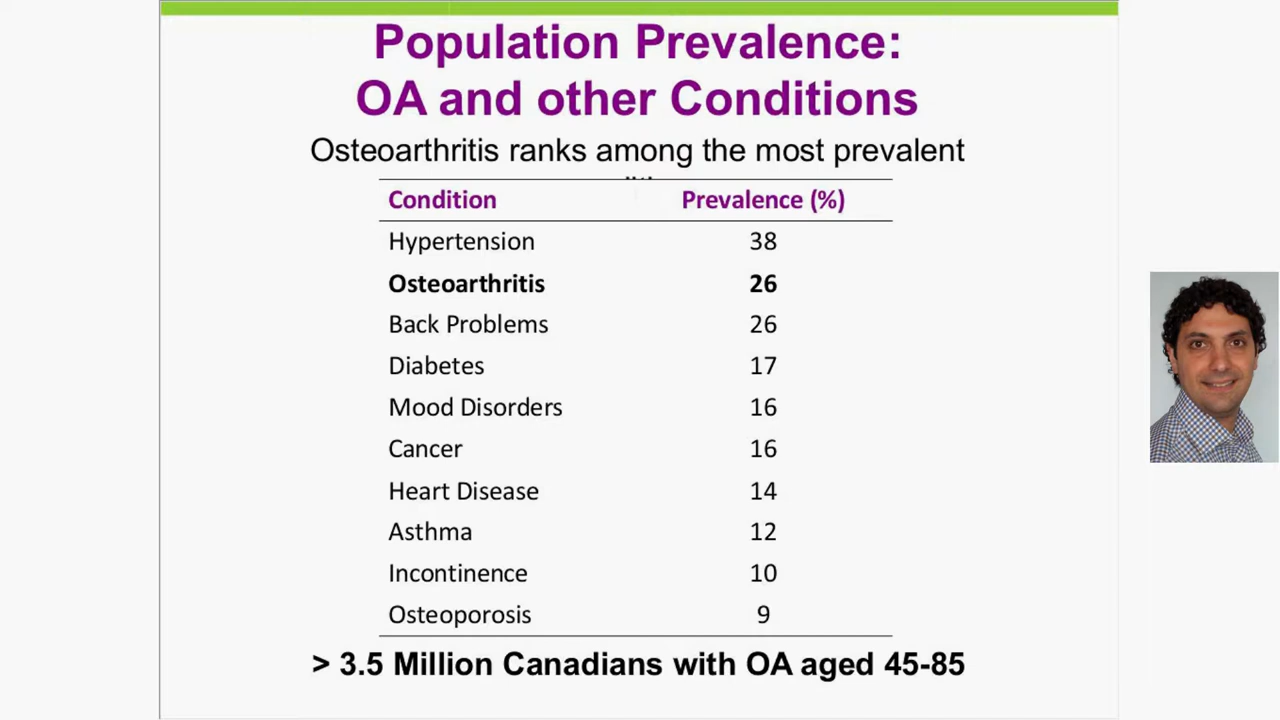 Population Prevalence:
OA and other Conditions
Osteoarthritis ranks among the most prevalent
Condition Prevalence (%)
Hypertension 38
Osteoarthritis 26
Back Problems 26
Diabetes 17
Mood Disorders 16
Cancer 16
Heart Disease 14
Asthma 12
Incontinence 10
Osteoporosis 9
> 3.5 Million Canadians with OA aged 45-85